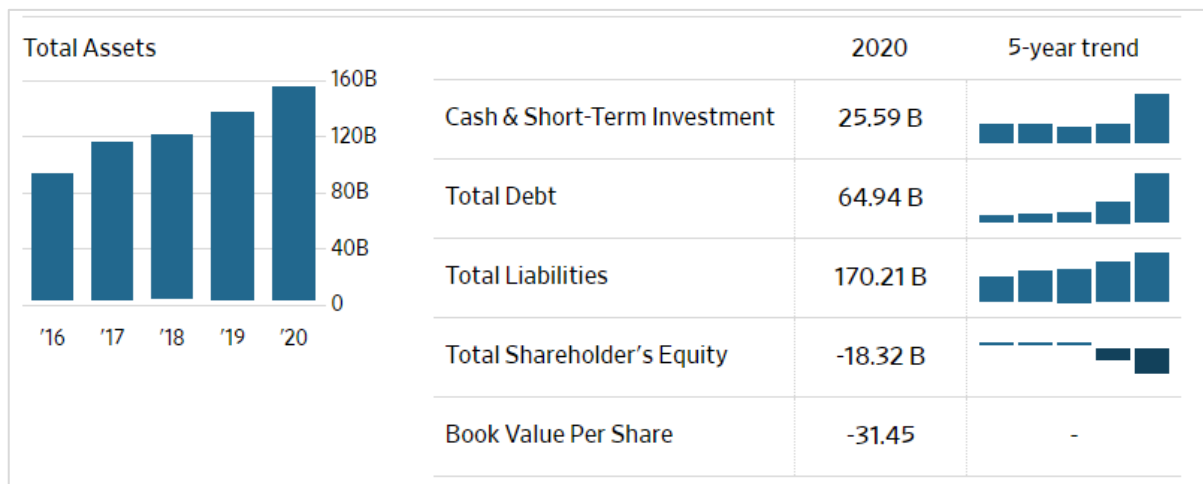 Total Assets
160B
120B
80B
40B
0
'16 '17 '18 '19 '20
2020 5-year trend
Cash & Short-Term Investment 25.59 B
Total Debt 64.94 B
Total Liabilities 170.21 B
Total Shareholder’s Equity -18.32 B
Book Value Per Share -31.45 -